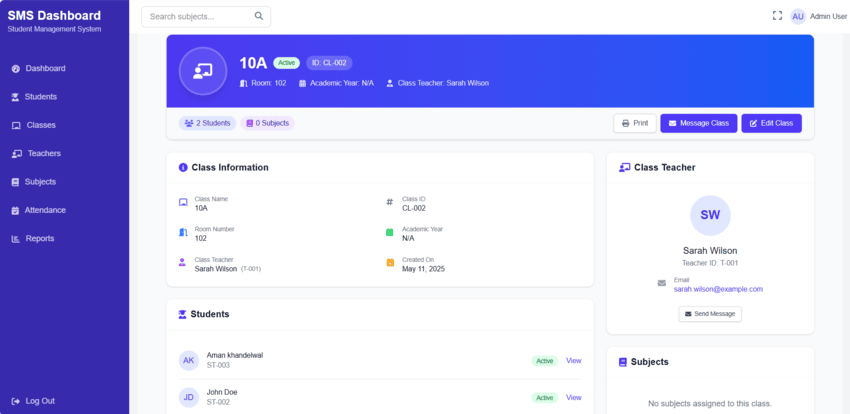 SMS Dashboard
Student Management System
Dashboard
Students
Classes
Teachers
Subjects
Attendance
Reports
Log Out
Search subjects...
AU Admin User
10A Active ID: CL-002
Room: 102 Academic Year: N/A Class Teacher: Sarah Wilson
2 Students 0 Subjects
Print Message Class Edit Class
Class Information
Class Name
10A
Class ID
CL-002
Room Number
102
Academic Year
N/A
Class Teacher
Sarah Wilson (T-001)
Created On
May 11, 2025
Students
AK
Aman khandelwal
ST-003
Active View
JD
John Doe
ST-002
Active View
Class Teacher
SW
Sarah Wilson
Teacher ID: T-001
Email
sarah.wilson@example.com
Send Message
Subjects
No subjects assigned to this class.